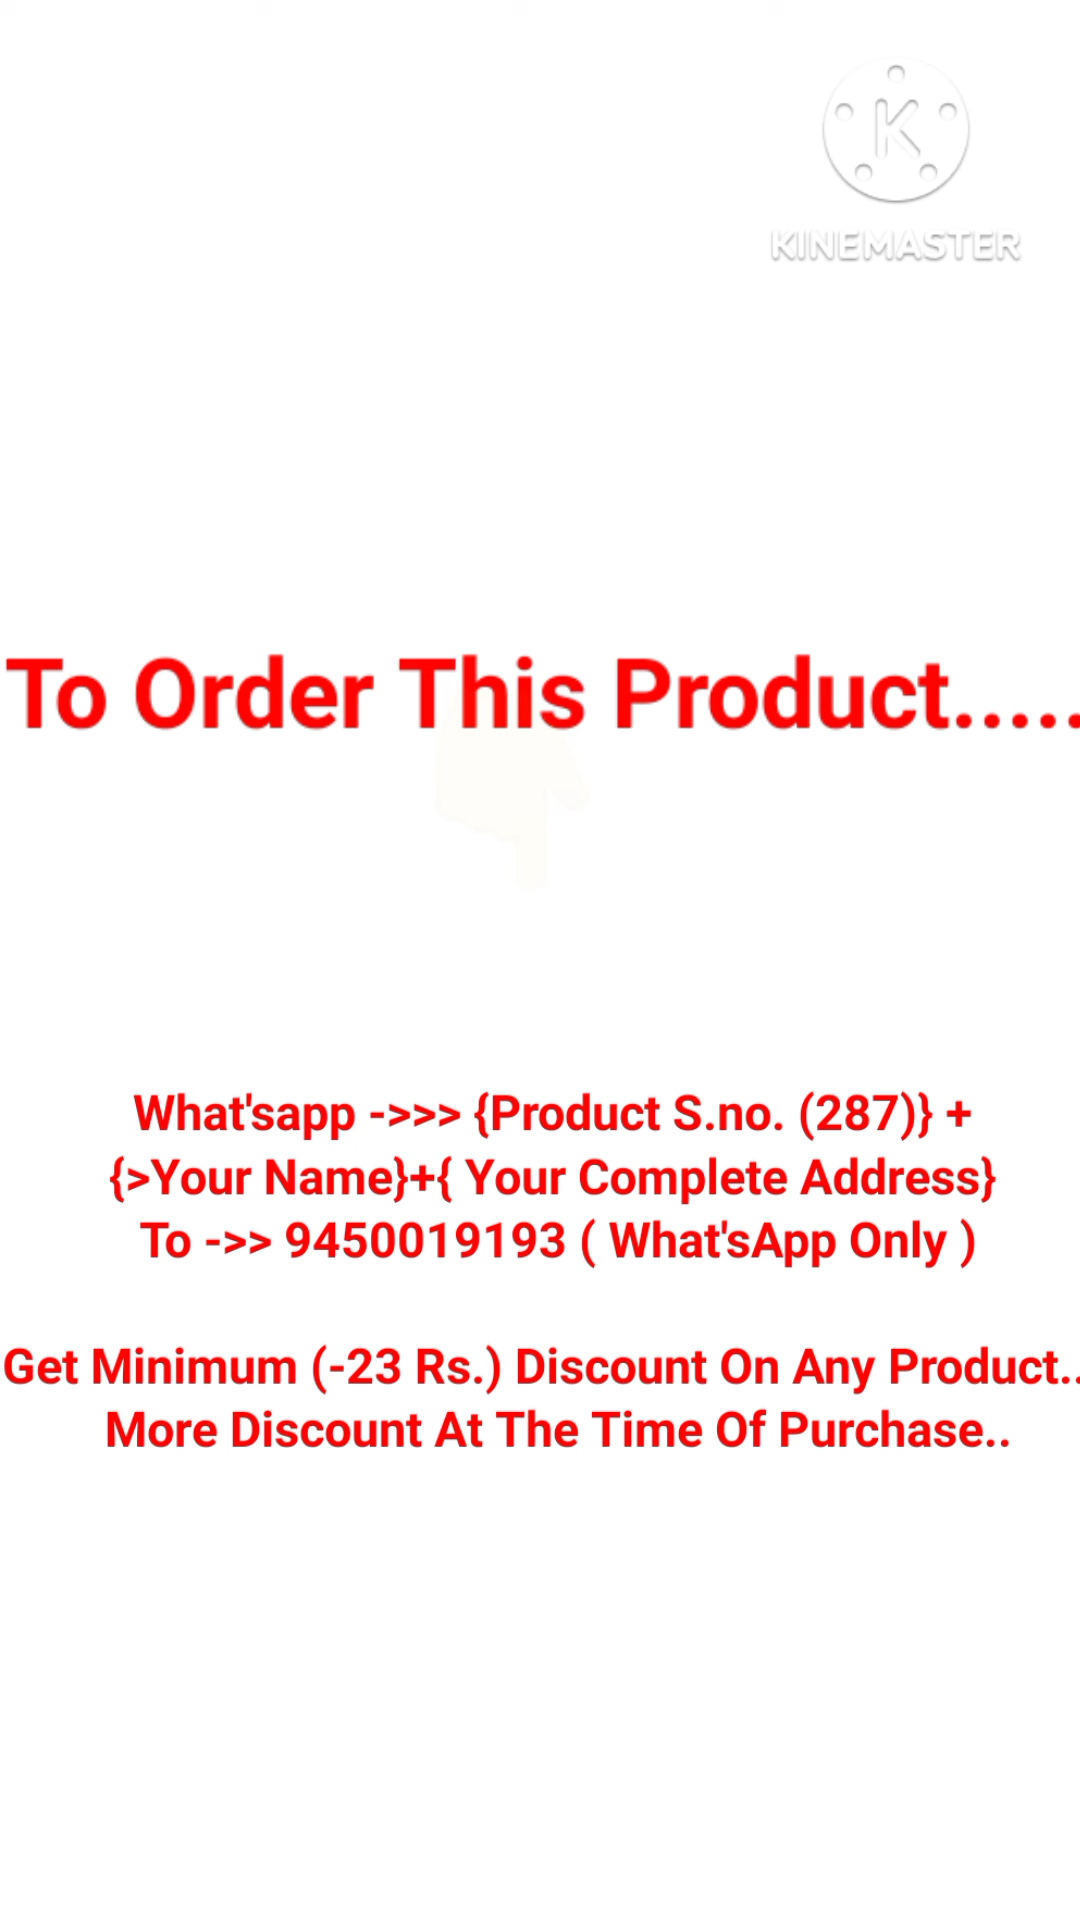 K
KINEMASTER
To Order This Product.....
What'sapp ->>> {Product S.no. (287)} +
{>Your Name}+{ Your Complete Address}
To ->> 9450019193 ( What'sApp Only )
Get Minimum (-23 Rs.) Discount On Any Product..
More Discount At The Time Of Purchase..